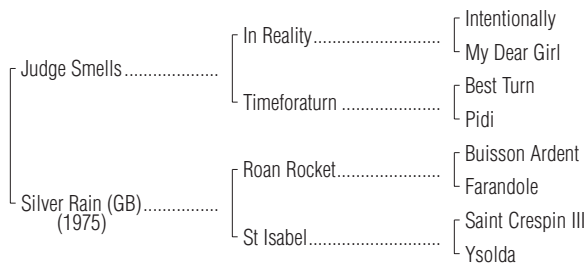 Intentionally
In Reality..........................
My Dear Girl
Judge Smells...................
Best Turn
Timeforaturn ....................
Pidi
Buisson Ardent
Roan Rocket.....................
Farandole
Silver Rain (GB)...............
(1975)
Saint Crespin III
St Isabel...........................
Ysolda